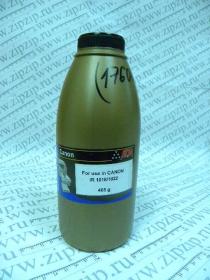 (1760
Canon
For use in CANON
iR 1018/1022
465 g
www.zipzip.ru